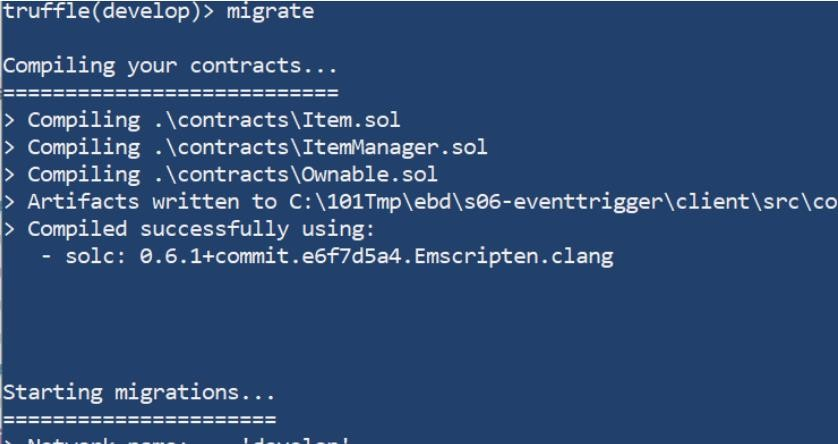 truffle(develop)> migrate
Compiling your contracts...
===========================
> Compiling .\contracts\Item.sol
> Compiling .\contracts\ItemManager.sol
> Compiling .\contracts\Ownable.sol
> Artifacts written to C:\101Tmp\ebd\s06-eventtrigger\client\src\co
> Compiled successfully using:
- solc: 0.6.1+commit.e6f7d5a4.Emscripten.clang
Starting migrations...
======================
> Network name: 'develop'